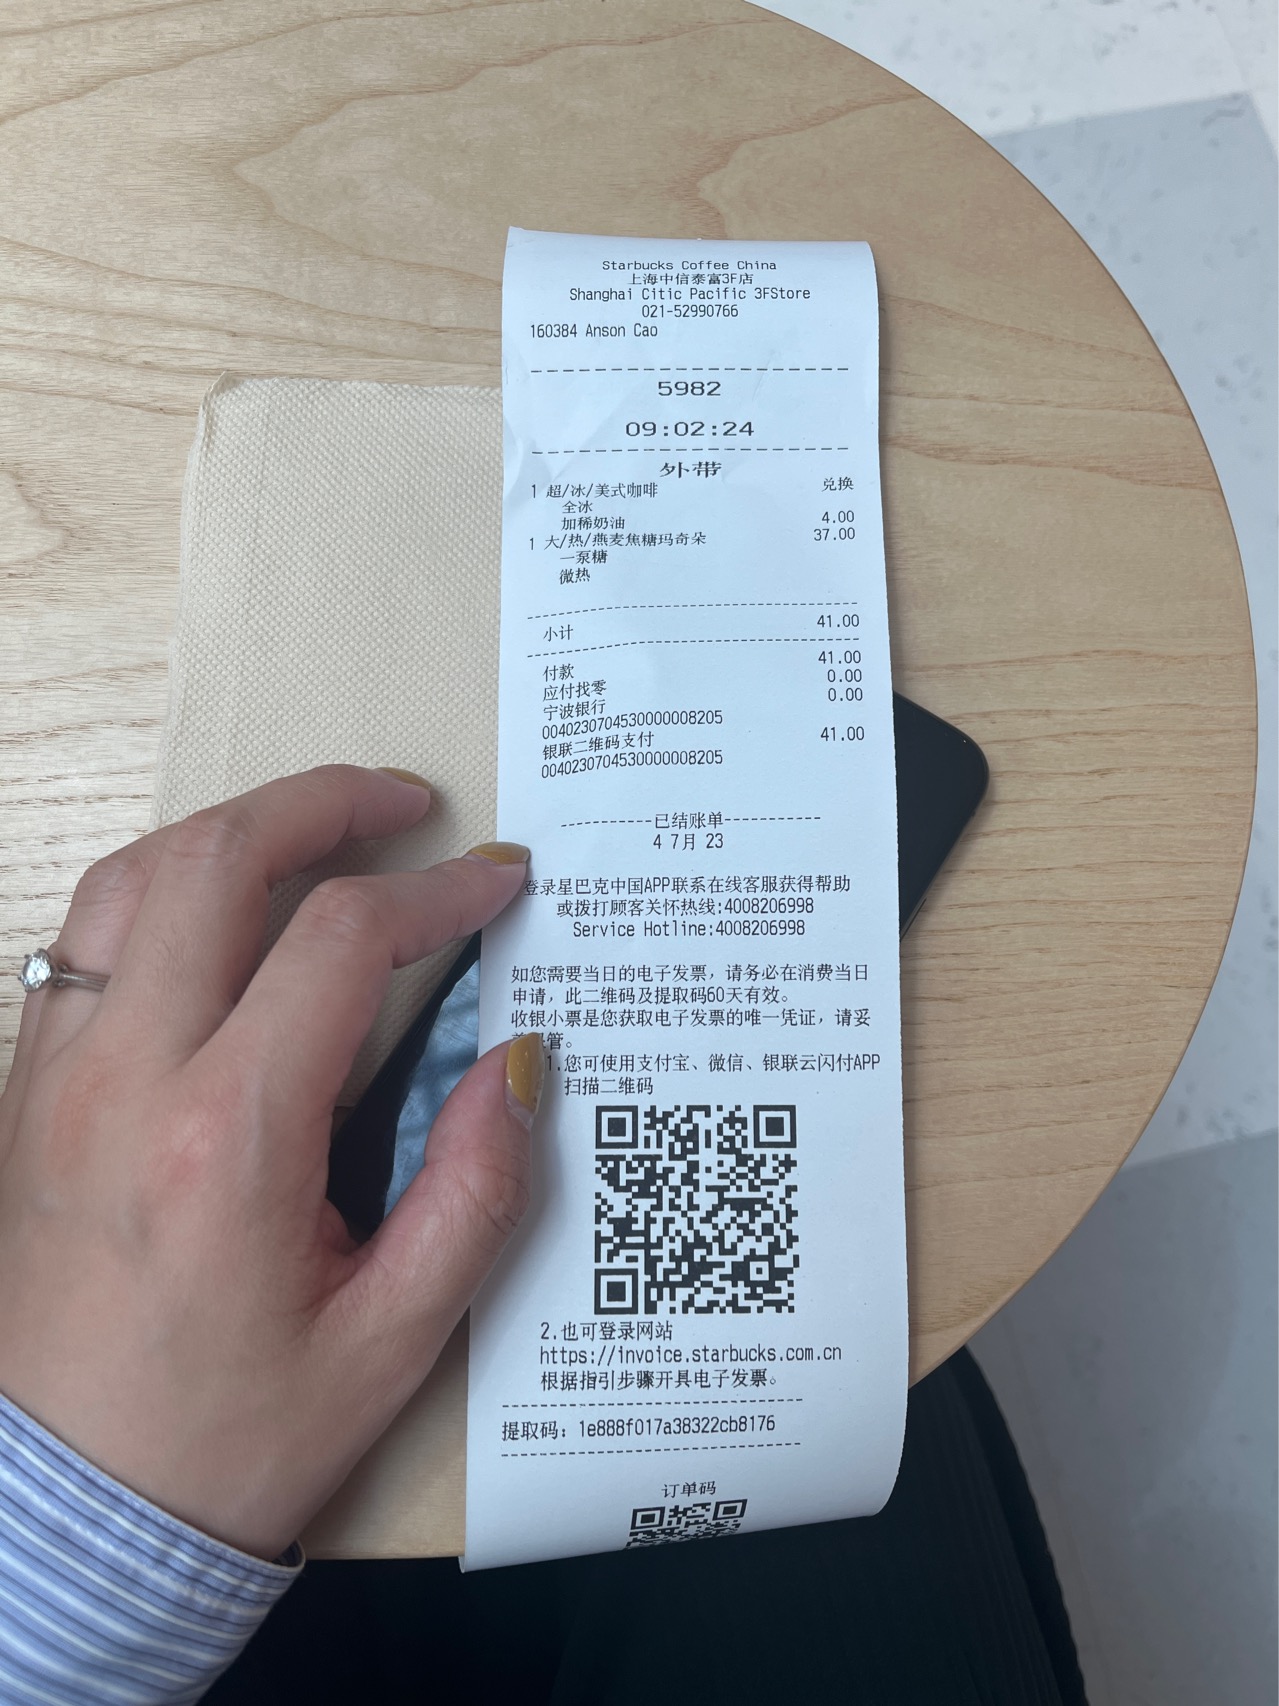 Starbucks Coffee China
上海中信泰富3F店
Shanghai Citic Pacific 3FStore
021-52990766
160384 Anson Cao
5982
09:02:24
外带
1 超/冰/美式咖啡 兑换
全冰
加稀奶油 4.00
1 大/热/燕麦焦糖玛奇朵 37.00
一泵糖
微热
小计 41.00
付款 41.00
应付找零 0.00
宁波银行 0.00
0040230704530000008205
银联二维码支付 41.00
0040230704530000008205
-----------已结账单-----------
4 7月 23
登录星巴克中国APP联系在线客服获得帮助
或拨打顾客关怀热线:4008206998
Service Hotline:4008206998
如您需要当日的电子发票，请务必在消费当日
申请，此二维码及提取码60天有效。
收银小票是您获取电子发票的唯一凭证，请妥
管。
1.您可使用支付宝、微信、银联云闪付APP
扫描二维码
2.也可登录网站
https://invoice.starbucks.com.cn
根据指引步骤开具电子发票。
提取码：1e888f017a38322cb8176
订单码